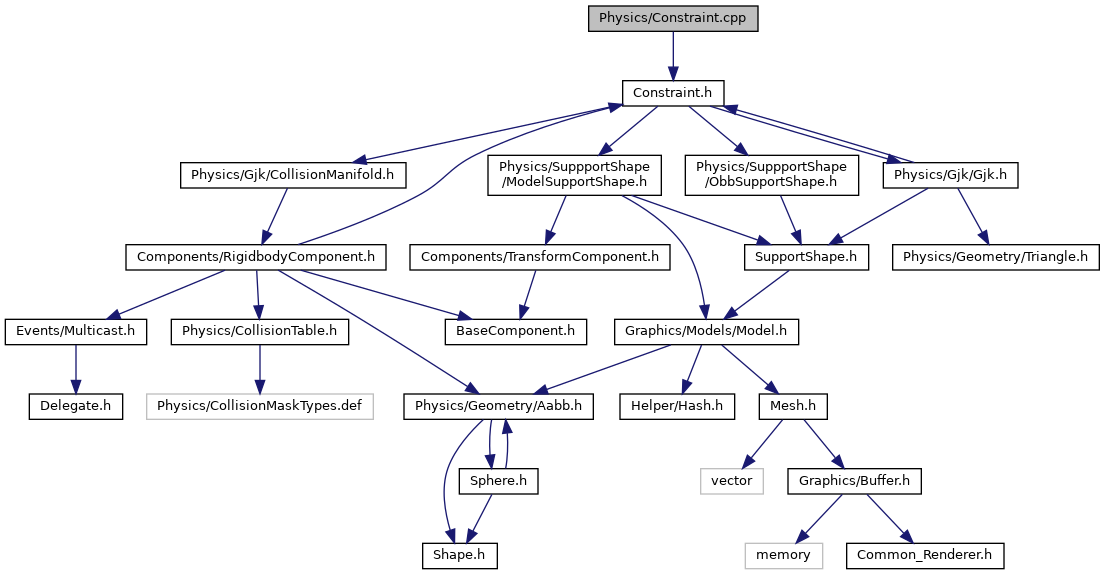 Physics/Constraint.cpp
Constraint.h
Physics/Gjk/CollisionManifold.h
Physics/SuppportShape
/ModelSupportShape.h
Physics/SuppportShape
/ObbSupportShape.h
Physics/Gjk/Gjk.h
Components/RigidbodyComponent.h
Components/TransformComponent.h
SupportShape.h
Physics/Geometry/Triangle.h
Events/Multicast.h
Physics/CollisionTable.h
BaseComponent.h
Graphics/Models/Model.h
Delegate.h
Physics/CollisionMaskTypes.def
Physics/Geometry/Aabb.h
Helper/Hash.h
Mesh.h
Sphere.h
vector
Graphics/Buffer.h
Shape.h
memory
Common_Renderer.h